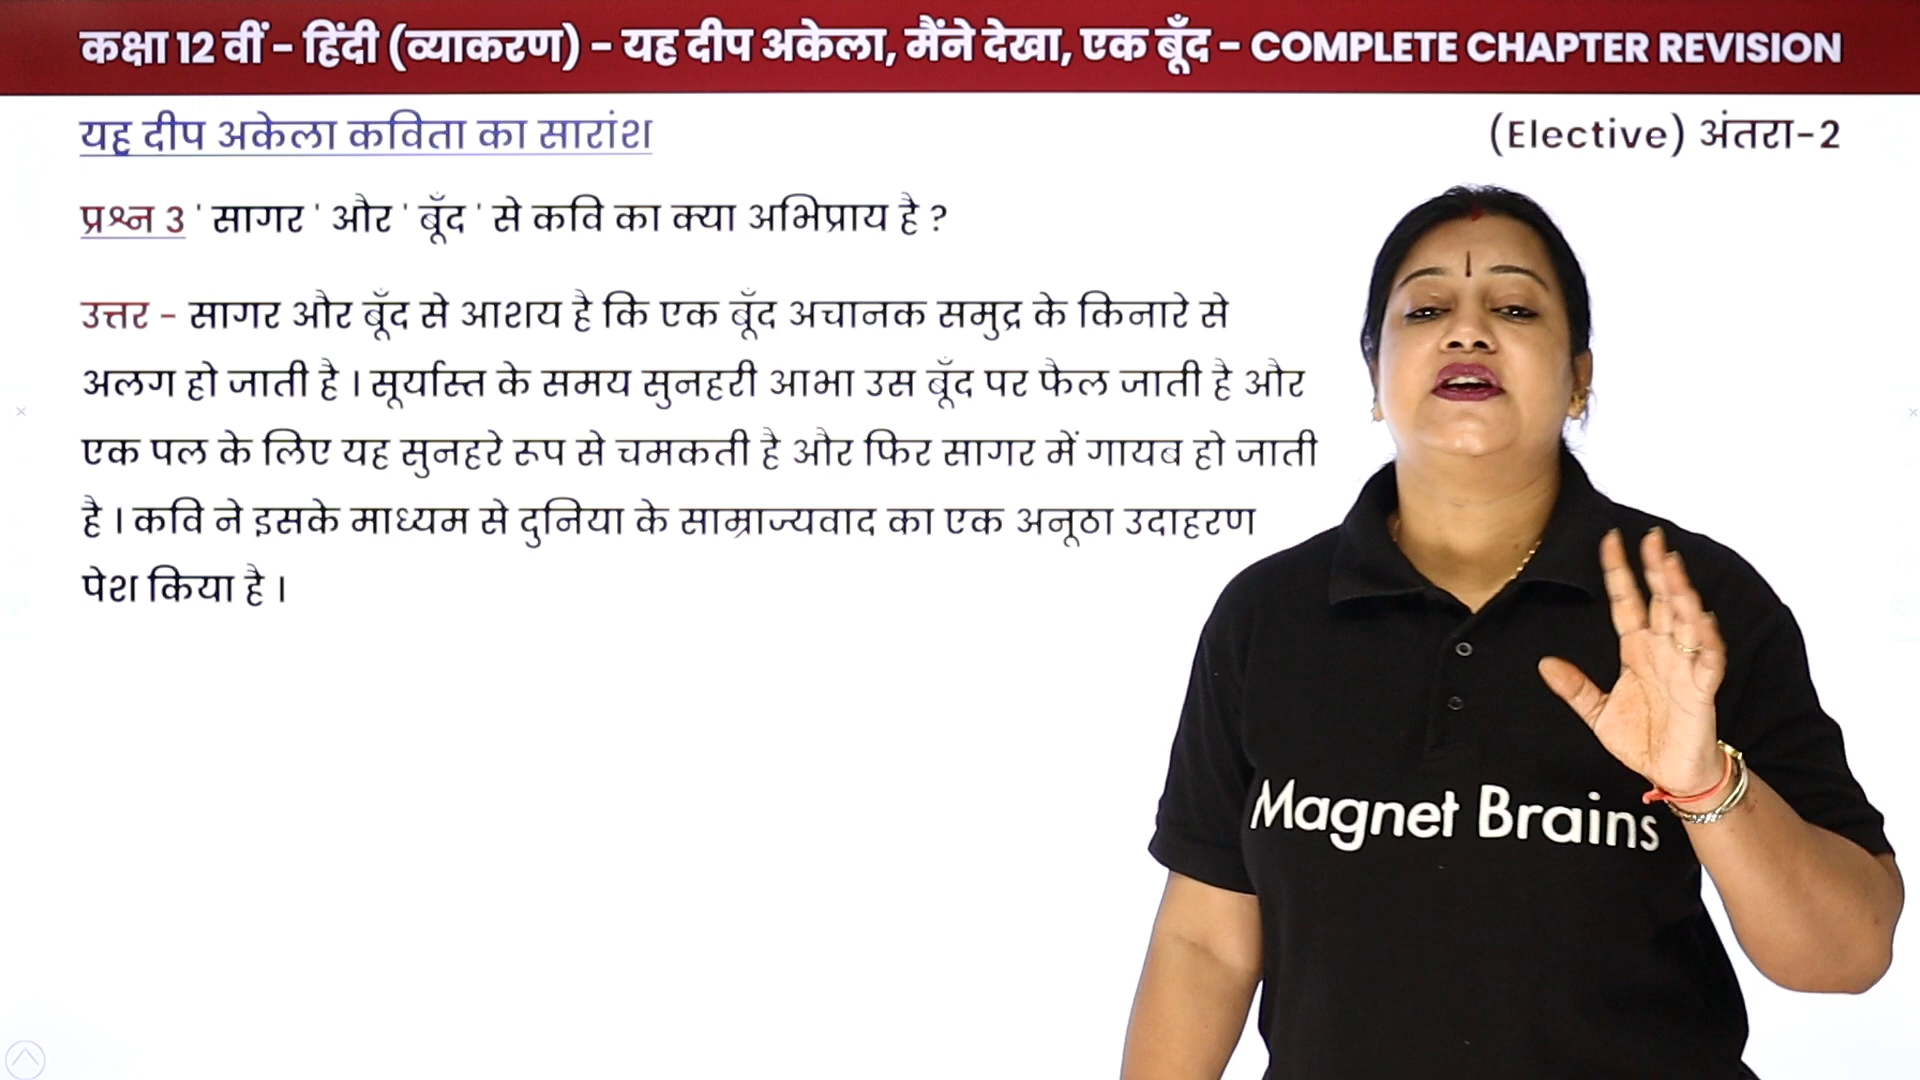 कक्षा 12 वीं - हिंदी (व्याकरण) - यह दीप अकेला, मैंने देखा, एक बूँद - COMPLETE CHAPTER REVISION
यह दीप अकेला कविता का सारांश
(Elective) अंतरा-2
प्रश्न 3 ' सागर ' और ' बूँद ' से कवि का क्या अभिप्राय है ?
उत्तर - सागर और बूँद से आशय है कि एक बूँद अचानक समुद्र के किनारे से
अलग हो जाती है । सूर्यास्त के समय सुनहरी आभा उस बूँद पर फैल जाती है और
एक पल के लिए यह सुनहरे रूप से चमकती है और फिर सागर में गायब हो जाती
है । कवि ने इसके माध्यम से दुनिया के साम्राज्यवाद का एक अनूठा उदाहरण
पेश किया है ।
Magnet Brains